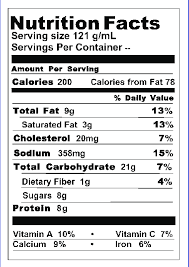 Nutrition Facts
Serving size 121 g/mL
Servings Per Container --
Amount Per Serving
Calories 200 Calories from Fat 78
% Daily Value
Total Fat 9g 13%
Saturated Fat 3g 13%
Cholesterol 20mg 7%
Sodium 358mg 15%
Total Carbohydrate 21g 7%
Dietary Fiber 1g 4%
Sugars 8g
Protein 8g
Vitamin A 10% • Vitamin C 7%
Calcium 9% • Iron 6%